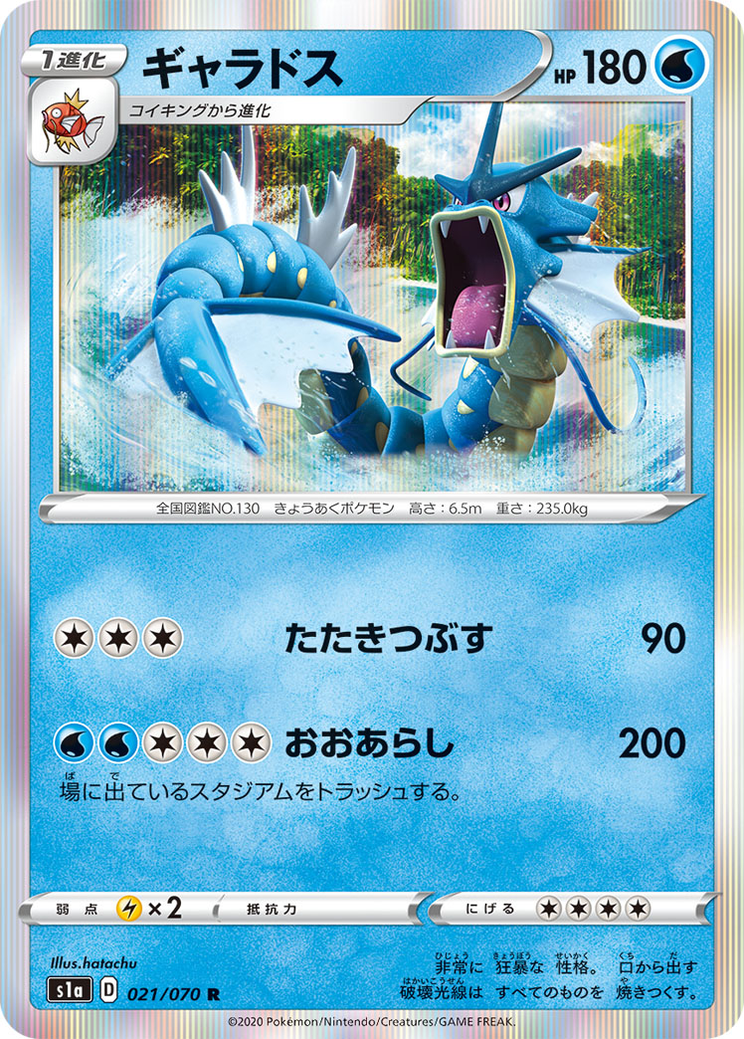 1進化
ギャラドス
HP 180
コイキングから進化
全国図鑑NO.130 きょうあくポケモン 高さ:6.5m 重さ:235.0kg
たたきつぶす 90
おおあらし 200
場に出ているスタジアムをトラッシュする。
弱点 ×2 抵抗力 にげる
Illus.hatachu
非常に 狂暴な 性格。 口から出す
破壊光線は すべてのものを 焼きつくす。
s1a D 021/070 R
©2020 Pokémon/Nintendo/Creatures/GAME FREAK.